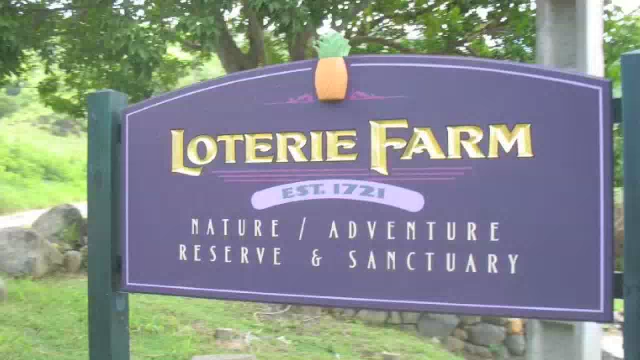 LOTERIE FARM
EST. 1721
NATURE / ADVENTURE
RESERVE & SANCTUARY